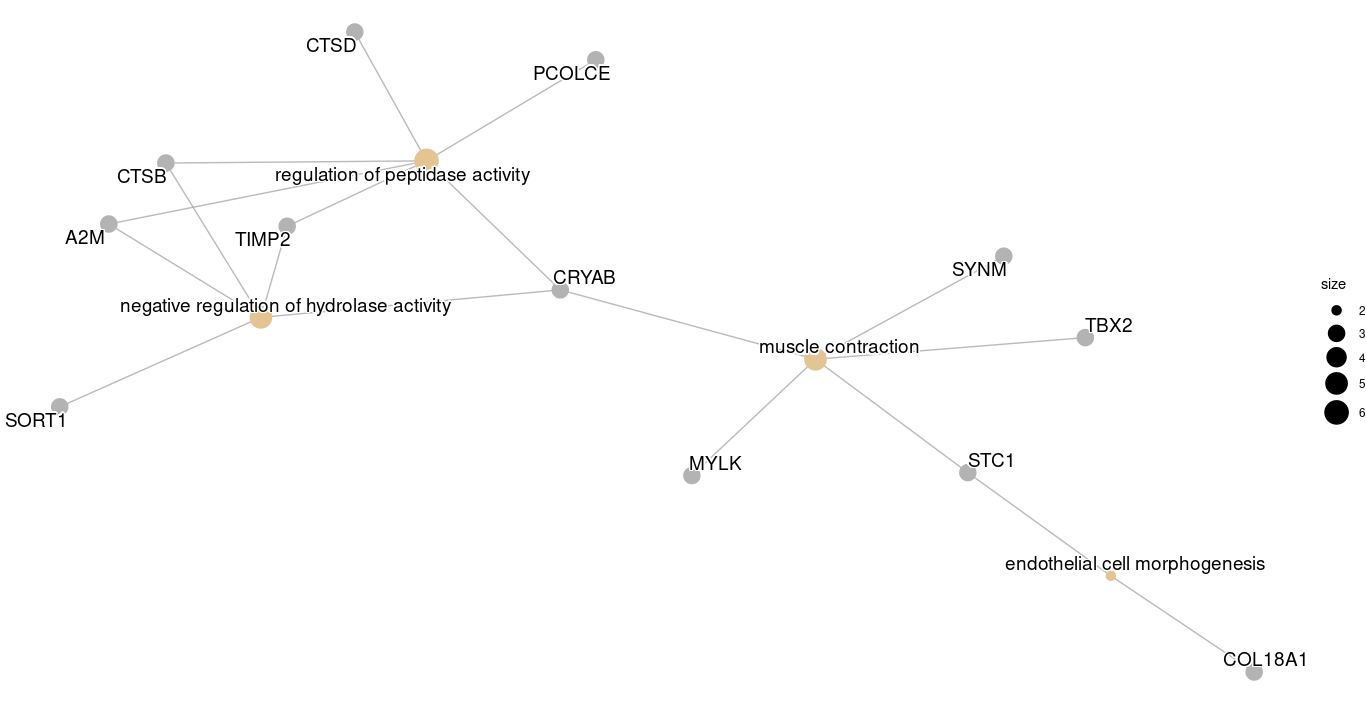 CTSD
PCOLCE
CTSB
regulation of peptidase activity
A2M
TIMP2
CRYAB
SYNM
size
negative regulation of hydrolase activity
2
TBX2
3
muscle contraction
4
5
SORT1
6
MYLK
STC1
endothelial cell morphogenesis
COL18A1